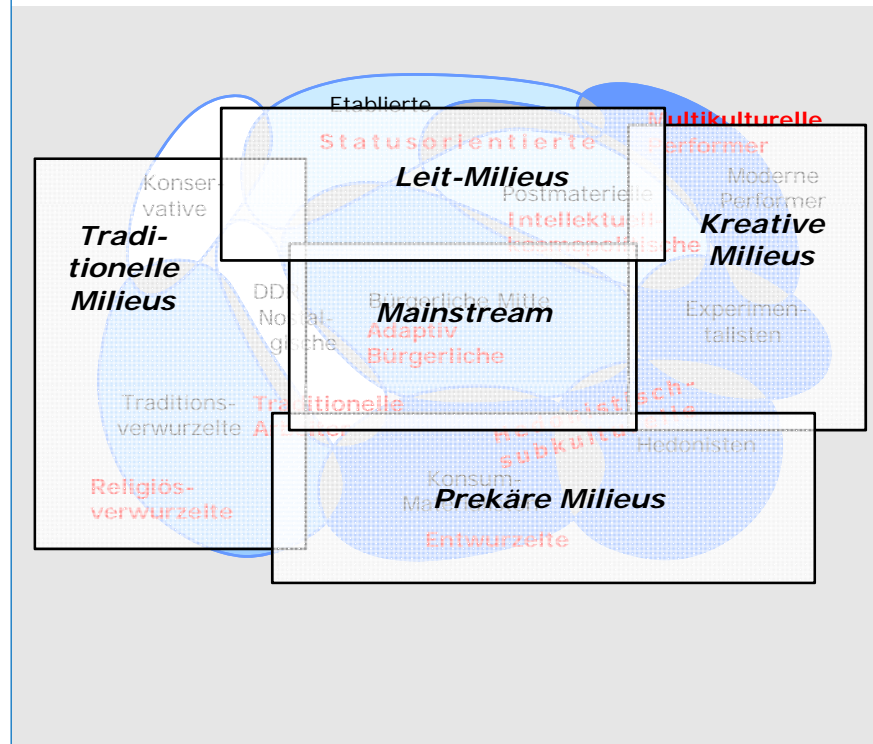 Etablierte
Multikulturelle
Performer
Statusorientierte
Leit-Milieus
Konser-
vative
Postmaterielle
Moderne
Performer
Intellektuell
kosmopolitische
Kreative
Milieus
Tradi-
tionelle
Milieus
DDR
Nostal-
gische
Bürgerliche Mitte
Mainstream
Adaptiv
Bürgerliche
Experimen-
talisten
Traditions-
verwurzelte
Traditionelle
subkulturelle
Hedonisten
Religiös-
verwurzelte
Konsum-
Prekäre Milieus
Entwurzelte